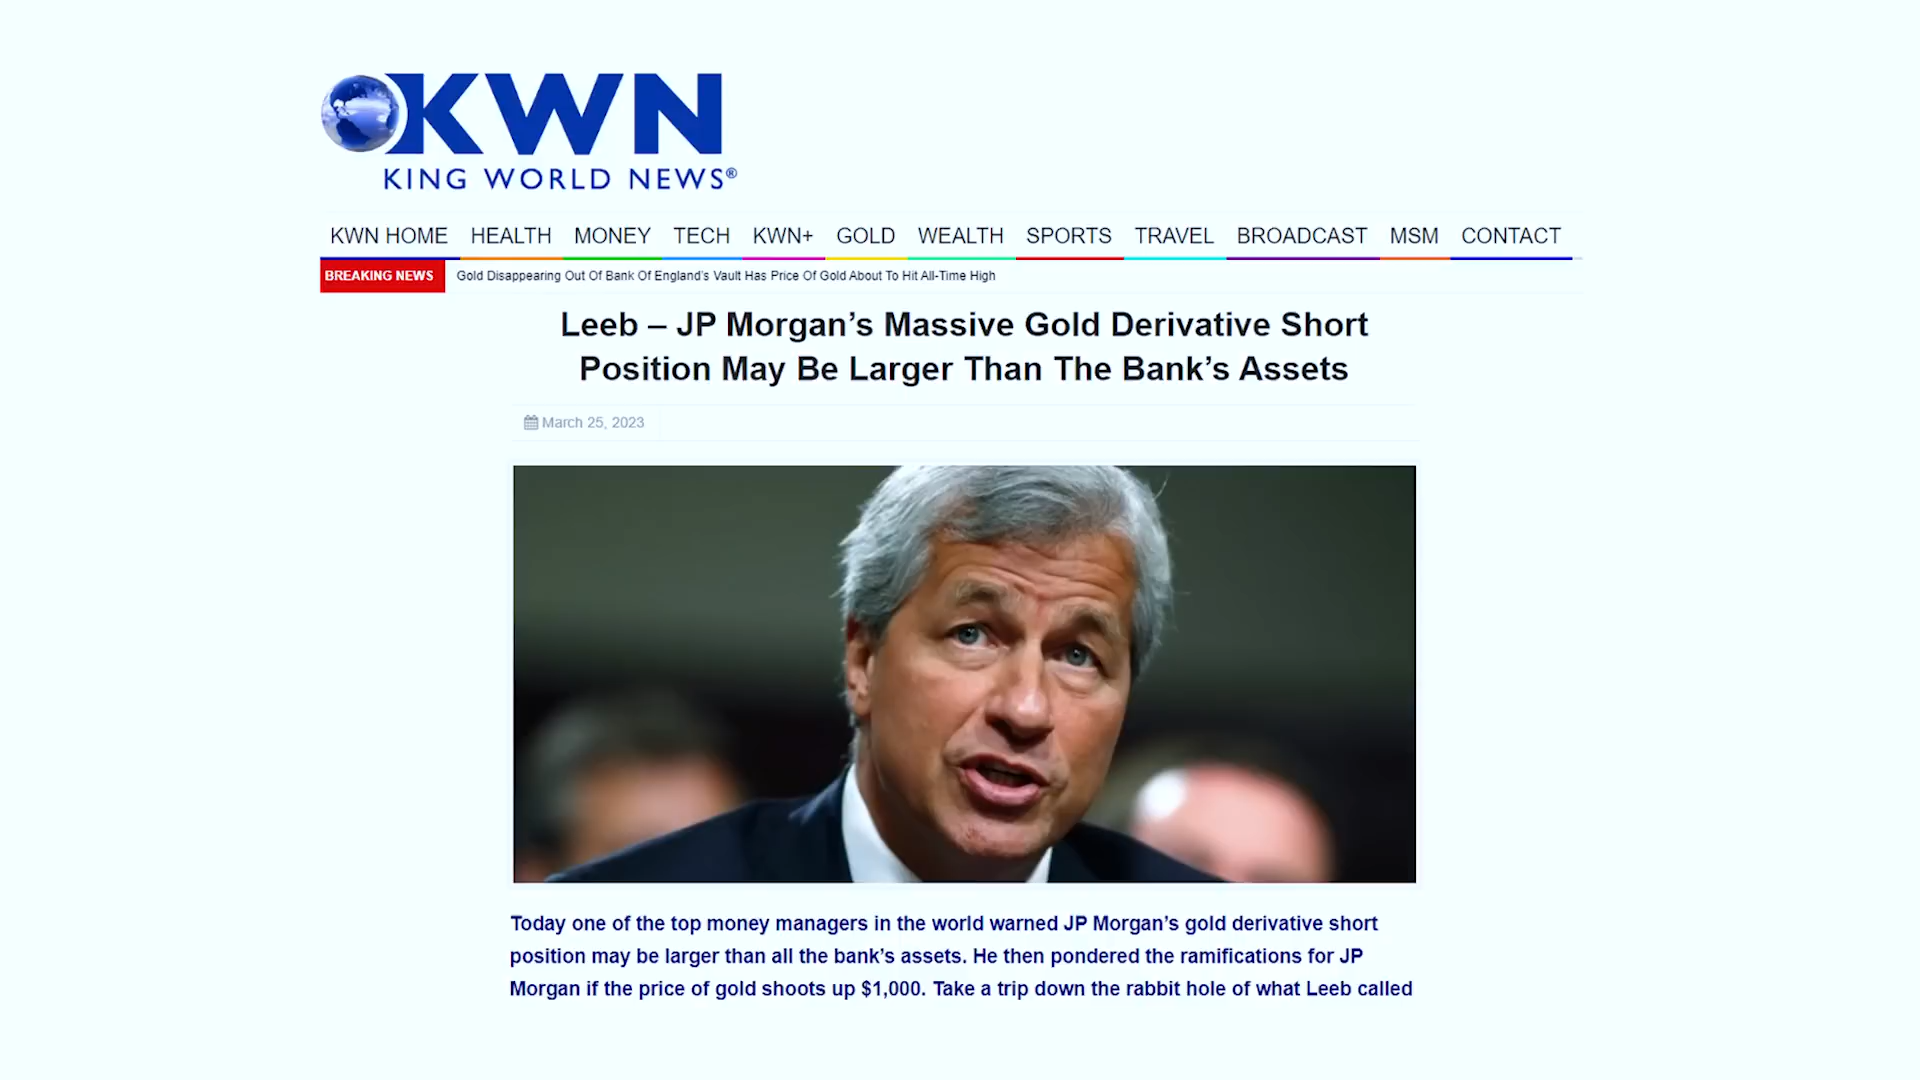 KWN
KING WORLD NEWS®
KWN HOME HEALTH MONEY TECH KWN+ GOLD WEALTH SPORTS TRAVEL BROADCAST MSM CONTACT
BREAKING NEWS Gold Disappearing Out Of Bank Of England's Vault Has Price Of Gold About To Hit All-Time High
Leeb – JP Morgan’s Massive Gold Derivative Short
Position May Be Larger Than The Bank’s Assets
March 25, 2023
Today one of the top money managers in the world warned JP Morgan’s gold derivative short
position may be larger than all the bank’s assets. He then pondered the ramifications for JP
Morgan if the price of gold shoots up $1,000. Take a trip down the rabbit hole of what Leeb called